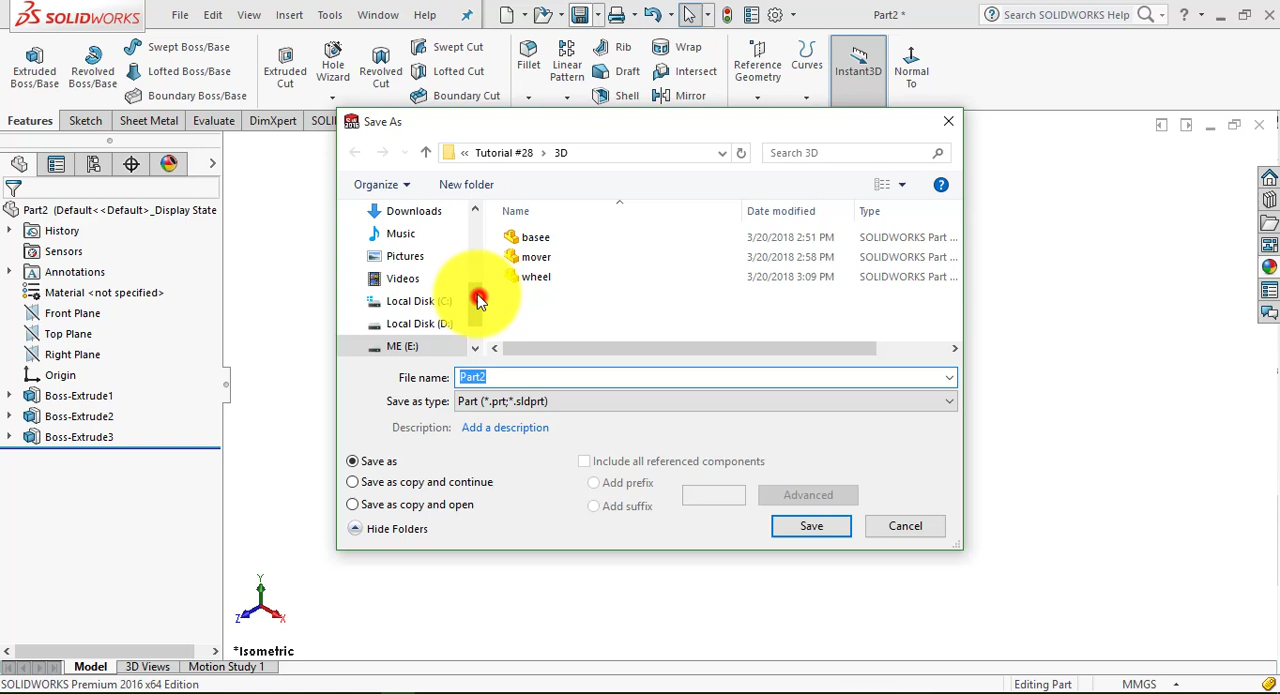 SOLIDWORKS
File Edit View Insert Tools Window Help
Part2 *
Search SOLIDWORKS Help
Extruded Boss/Base
Revolved Boss/Base
Swept Boss/Base
Lofted Boss/Base
Boundary Boss/Base
Extruded Cut
Hole Wizard
Revolved Cut
Swept Cut
Lofted Cut
Boundary Cut
Fillet
Linear Pattern
Rib
Draft
Shell
Wrap
Intersect
Mirror
Reference Geometry
Curves
Instant3D
Normal To
Features Sketch Sheet Metal Evaluate DimXpert SOLI
Part2 (Default<<Default>_Display State
History
Sensors
Annotations
Material <not specified>
Front Plane
Top Plane
Right Plane
Origin
Boss-Extrude1
Boss-Extrude2
Boss-Extrude3
Save As
« Tutorial #28 › 3D
Search 3D
Organize New folder
Downloads
Music
Pictures
Videos
Local Disk (C:)
Local Disk (D:)
ME (E:)
Name Date modified Type
basee 3/20/2018 2:51 PM SOLIDWORKS Part ...
mover 3/20/2018 2:58 PM SOLIDWORKS Part ...
wheel 3/20/2018 3:09 PM SOLIDWORKS Part ...
File name: Part2
Save as type: Part (*.prt;*.sldprt)
Description: Add a description
Save as
Save as copy and continue
Save as copy and open
Include all referenced components
Add prefix
Add suffix
Advanced
Hide Folders
Save Cancel
Y
Z X
*Isometric
Model 3D Views Motion Study 1
SOLIDWORKS Premium 2016 x64 Edition
Editing Part MMGS